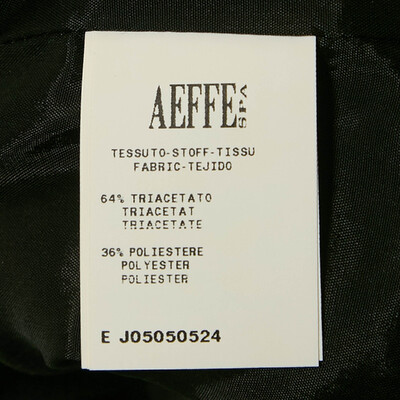 AEFFE SPA
TESSUTO-STOFF-TISSU
FABRIC-TEJIDO
64% TRIACETATO
TRIACETAT
TRIACETATE
36% POLIESTERE
POLYESTER
POLIESTER
E J05050524